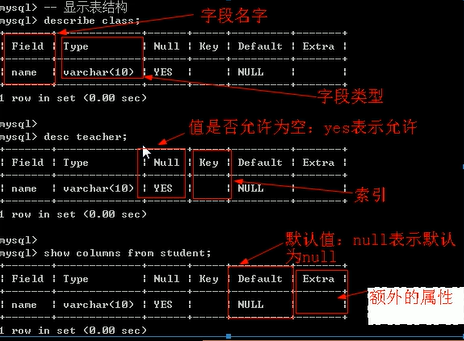 mysql> -- 显示表结构
mysql> describe class;
字段名字
Field | Type | Null | Key | Default | Extra
name | varchar(10) | YES | | NULL |
字段类型
1 row in set (0.00 sec)
mysql>
mysql> desc teacher;
值是否允许为空：yes表示允许
Field | Type | Null | Key | Default | Extra
name | varchar(10) | YES | | NULL |
索引
1 row in set (0.00 sec)
mysql>
mysql> show columns from student;
默认值：null表示默认
为null
Field | Type | Null | Key | Default | Extra
name | varchar(10) | YES | | NULL |
额外的属性
1 row in set (0.00 sec)